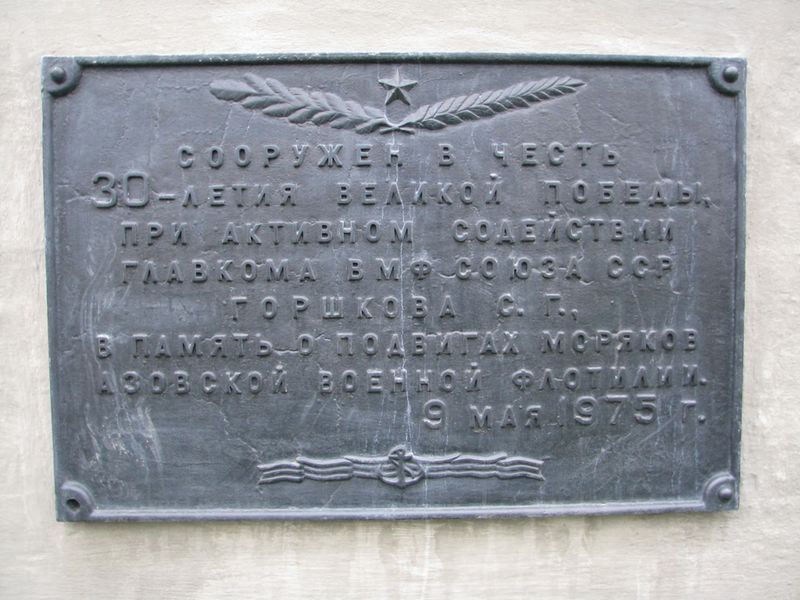 СООРУЖЕН В ЧЕСТЬ
30-ЛЕТИЯ ВЕЛИКОЙ ПОБЕДЫ,
ПРИ АКТИВНОМ СОДЕЙСТВИИ
ГЛАВКОМА ВМФ СОЮЗА ССР
ГОРШКОВА С. Г.,
В ПАМЯТЬ О ПОДВИГАХ МОРЯКОВ
АЗОВСКОЙ ВОЕННОЙ ФЛОТИЛИИ.
9 МАЯ 1975 Г.